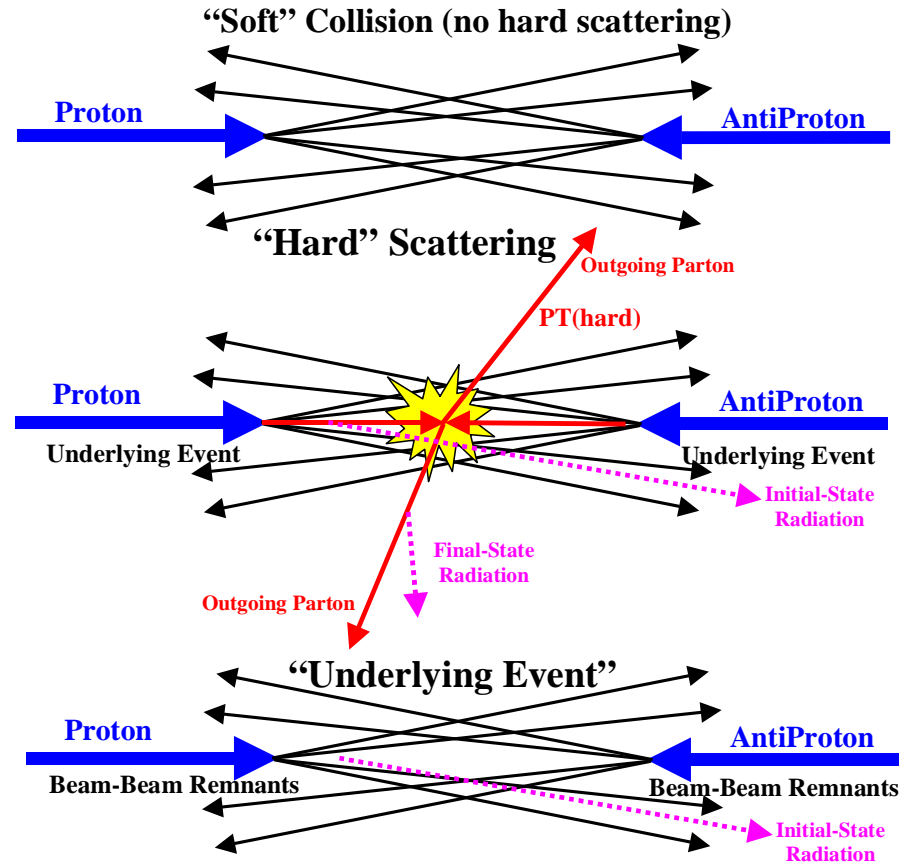 “Soft” Collision (no hard scattering)
Proton
AntiProton
“Hard” Scattering
Outgoing Parton
PT(hard)
Proton
AntiProton
Underlying Event
Underlying Event
Initial-State
Radiation
Final-State
Radiation
Outgoing Parton
“Underlying Event”
Proton
AntiProton
Beam-Beam Remnants
Beam-Beam Remnants
Initial-State
Radiation